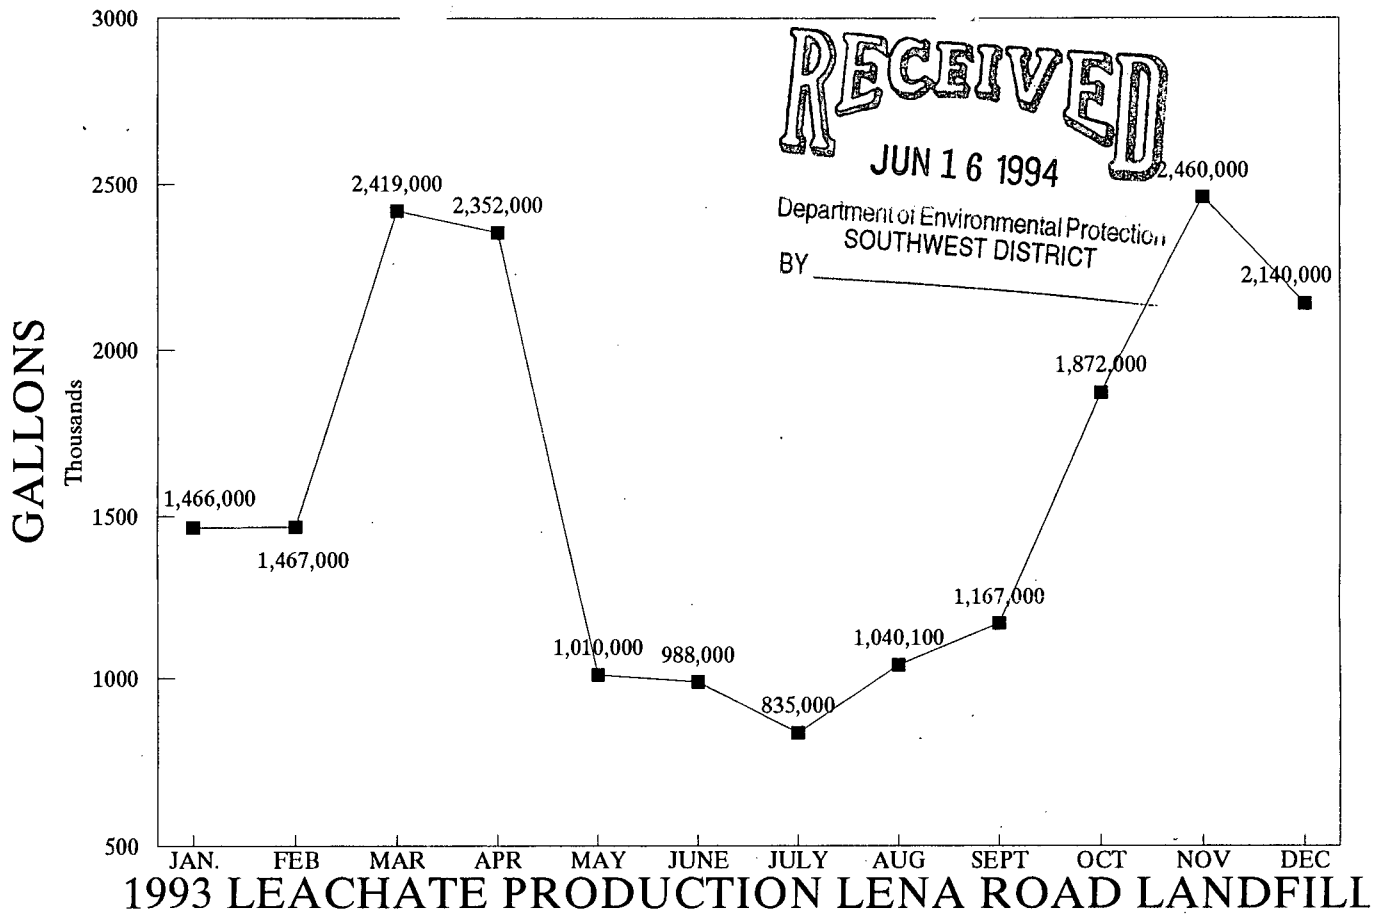 3000
RECEIVED
JUN 16 1994
Department of Environmental Protection
SOUTHWEST DISTRICT
BY
2500
2,419,000
2,352,000
2,460,000
2,140,000
2000
1,872,000
GALLONS
Thousands
1,466,000
1500
1,467,000
1,167,000
1,040,100
1,010,000
988,000
1000
835,000
500
JAN. FEB MAR APR MAY JUNE JULY AUG SEPT OCT NOV DEC
1993 LEACHATE PRODUCTION LENA ROAD LANDFILL